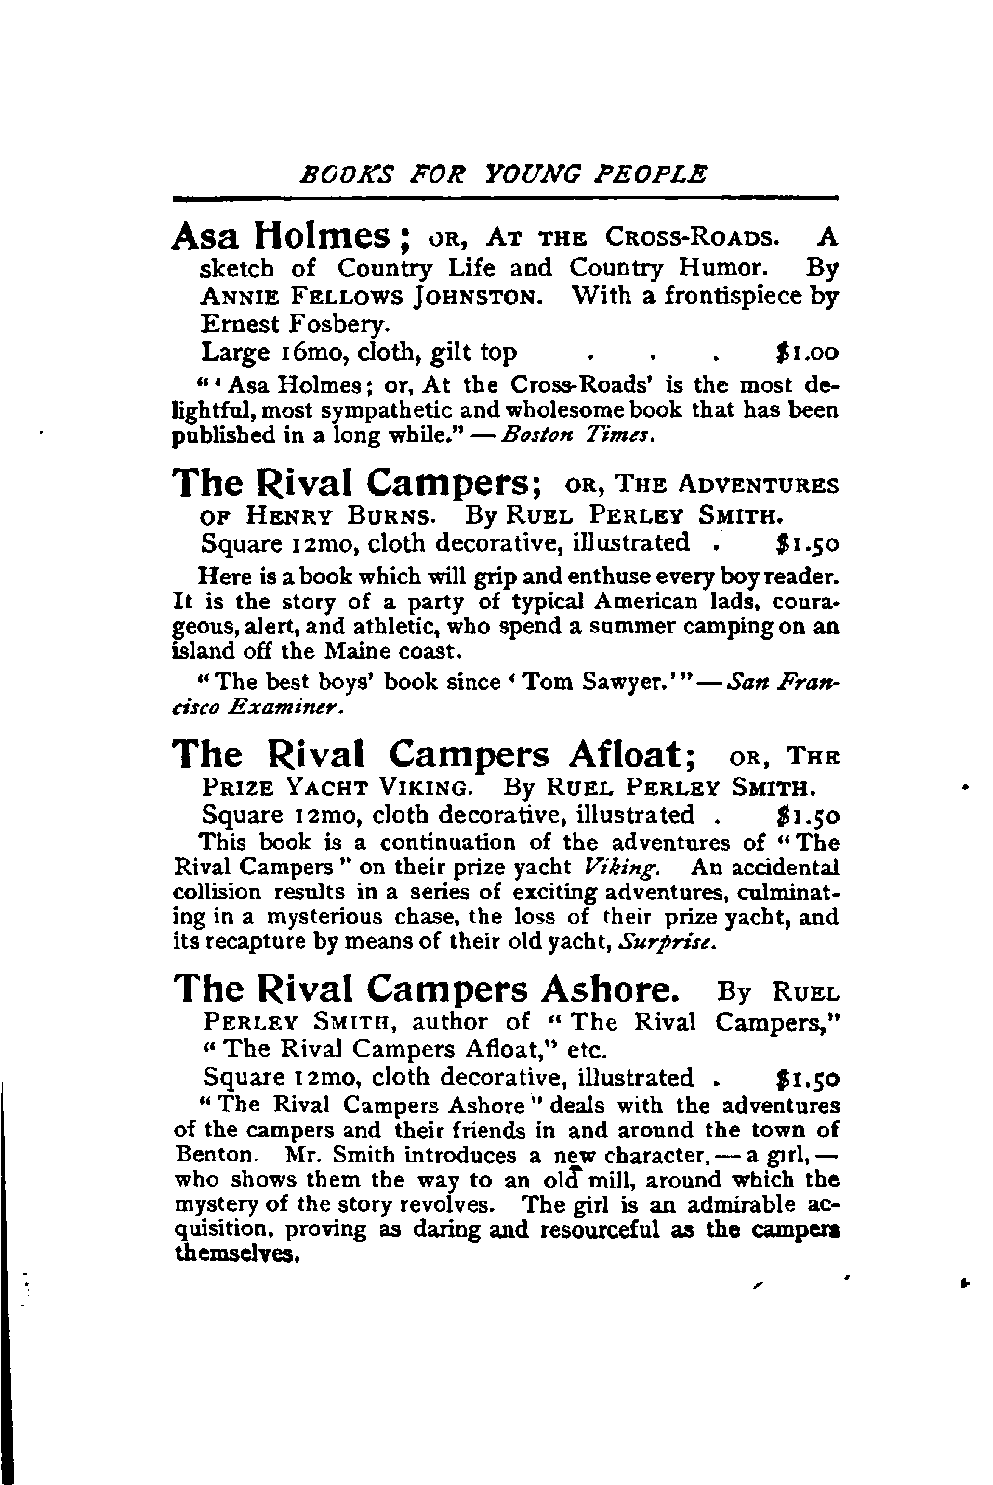 BOOKS FOR YOUNG PEOPLE
Asa Holmes; OR, AT THE CROSS-ROADS. A
sketch of Country Life and Country Humor. By
ANNIE FELLOWS JOHNSTON. With a frontispiece by
Ernest Fosbery.
Large 16mo, cloth, gilt top . . . $1.00
"'Asa Holmes; or, At the Cross-Roads' is the most de-
lightful, most sympathetic and wholesome book that has been
published in a long while." — Boston Times.
The Rival Campers; OR, THE ADVENTURES
OF HENRY BURNS. By RUEL PERLEY SMITH.
Square 12mo, cloth decorative, illustrated . $1.50
Here is a book which will grip and enthuse every boy reader.
It is the story of a party of typical American lads, coura-
geous, alert, and athletic, who spend a summer camping on an
island off the Maine coast.
"The best boys' book since 'Tom Sawyer.'" — San Fran-
cisco Examiner.
The Rival Campers Afloat; OR, THE
PRIZE YACHT VIKING. By RUEL PERLEY SMITH.
Square 12mo, cloth decorative, illustrated . $1.50
This book is a continuation of the adventures of "The
Rival Campers" on their prize yacht Viking. An accidental
collision results in a series of exciting adventures, culminat-
ing in a mysterious chase, the loss of their prize yacht, and
its recapture by means of their old yacht, Surprise.
The Rival Campers Ashore. By RUEL
PERLEY SMITH, author of "The Rival Campers,"
"The Rival Campers Afloat," etc.
Square 12mo, cloth decorative, illustrated . $1.50
"The Rival Campers Ashore" deals with the adventures
of the campers and their friends in and around the town of
Benton. Mr. Smith introduces a new character, — a girl, —
who shows them the way to an old mill, around which the
mystery of the story revolves. The girl is an admirable ac-
quisition, proving as daring and resourceful as the campers
themselves.